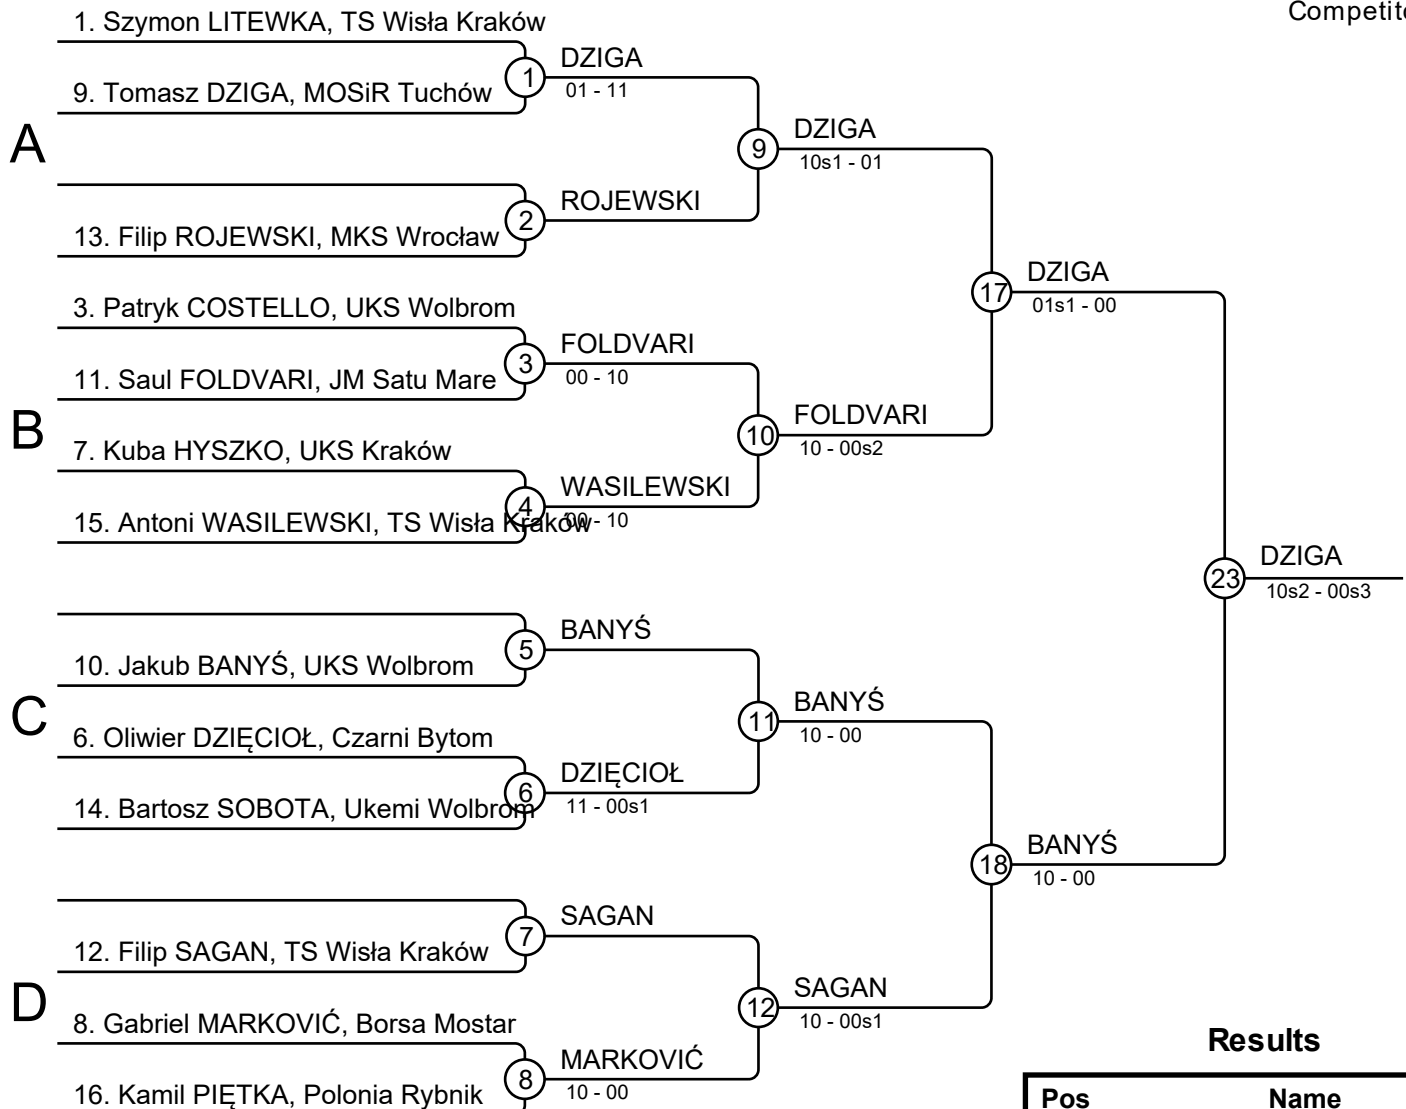 Competito
1. Szymon LITEWKA, TS Wisła Kraków
DZIGA
1
01 - 11
9. Tomasz DZIGA, MOSiR Tuchów
A
DZIGA
9
10s1 - 01
ROJEWSKI
2
13. Filip ROJEWSKI, MKS Wrocław
DZIGA
17
01s1 - 00
3. Patryk COSTELLO, UKS Wolbrom
FOLDVARI
3
00 - 10
11. Saul FOLDVARI, JM Satu Mare
B
FOLDVARI
10
10 - 00s2
7. Kuba HYSZKO, UKS Kraków
WASILEWSKI
4
00 - 10
15. Antoni WASILEWSKI, TS Wisła Kraków
DZIGA
23
10s2 - 00s3
BANYŚ
5
10. Jakub BANYŚ, UKS Wolbrom
C
BANYŚ
11
10 - 00
6. Oliwier DZIĘCIOŁ, Czarni Bytom
DZIĘCIOŁ
6
11 - 00s1
14. Bartosz SOBOTA, Ukemi Wolbrom
BANYŚ
18
10 - 00
SAGAN
7
12. Filip SAGAN, TS Wisła Kraków
D
SAGAN
12
10 - 00s1
8. Gabriel MARKOVIĆ, Borsa Mostar
MARKOVIĆ
8
10 - 00
16. Kamil PIĘTKA, Polonia Rybnik
Results
Pos Name